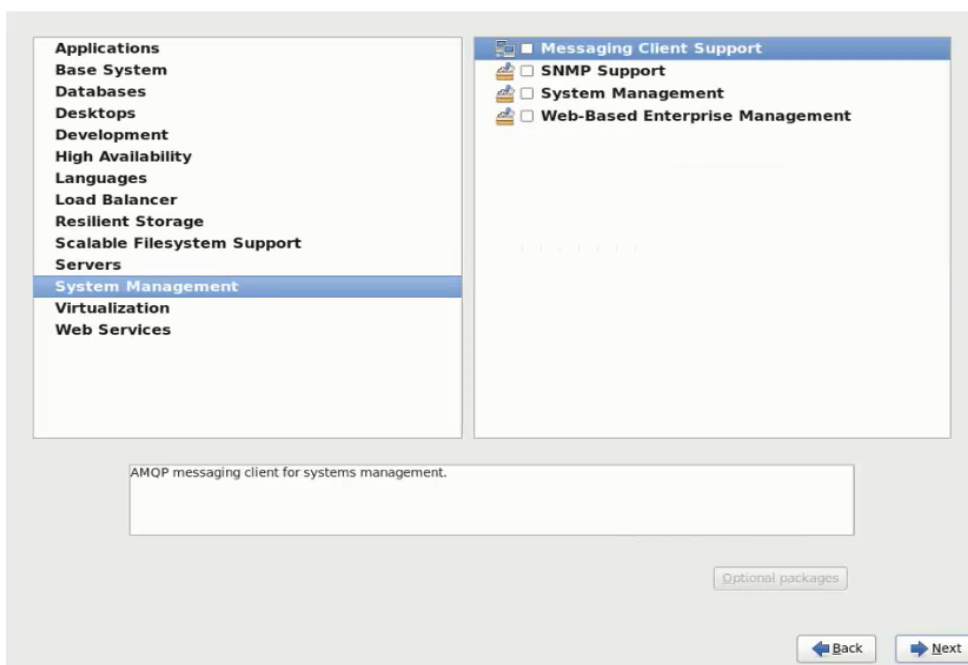 Applications
Base System
Databases
Desktops
Development
High Availability
Languages
Load Balancer
Resilient Storage
Scalable Filesystem Support
Servers
System Management
Virtualization
Web Services
Messaging Client Support
SNMP Support
System Management
Web-Based Enterprise Management
AMQP messaging client for systems management.
Optional packages
Back
Next